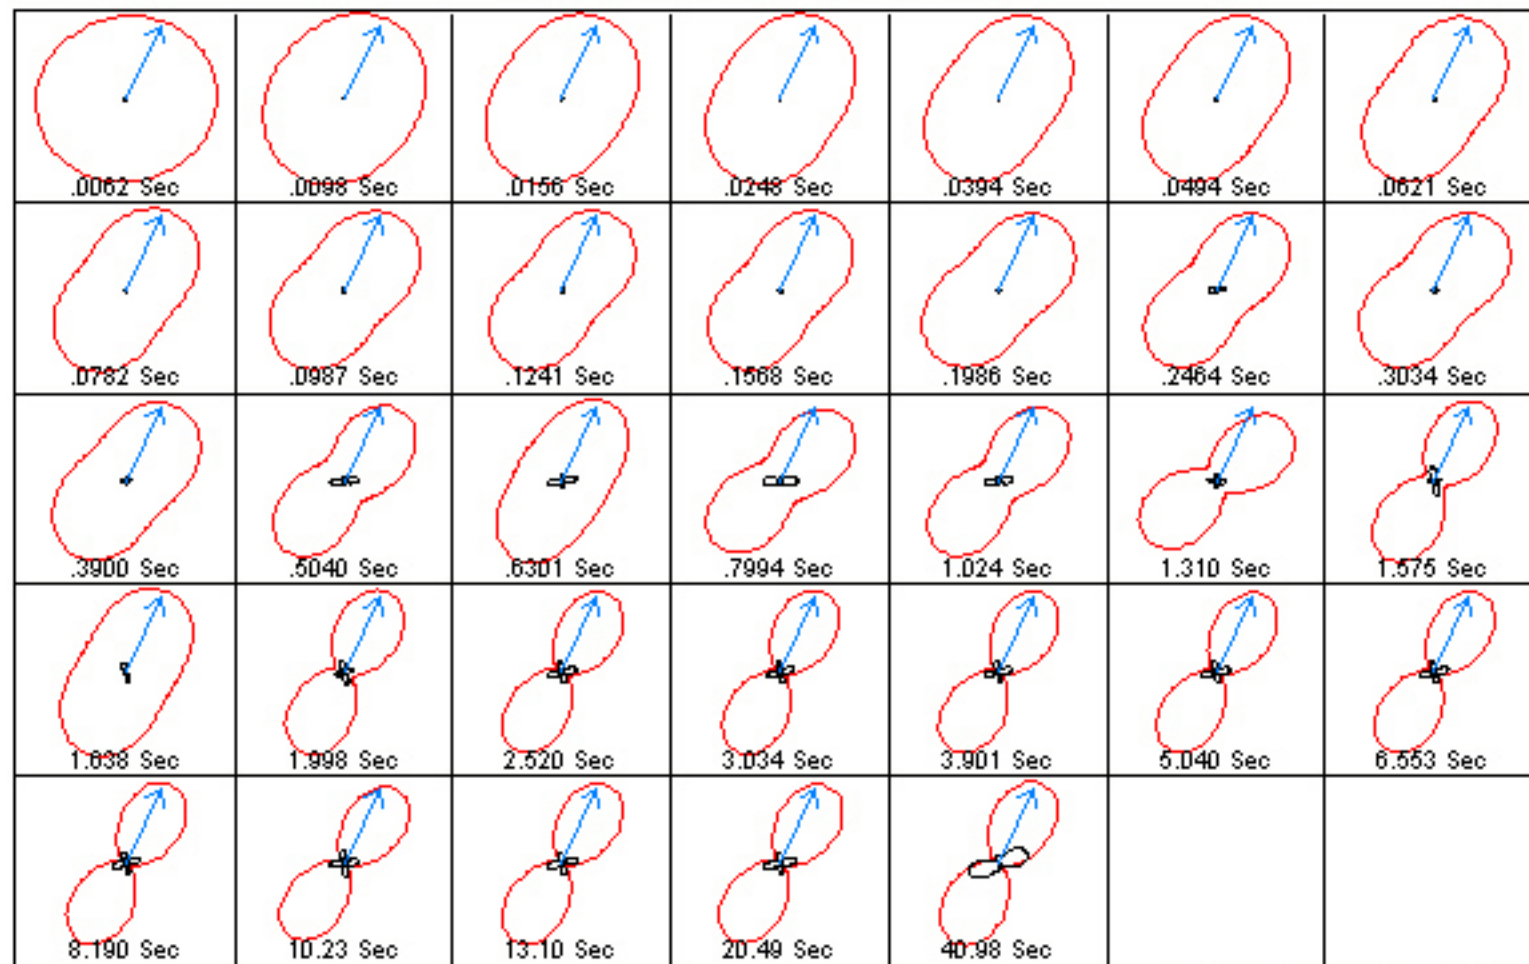 .0062 Sec
.0098 Sec
.0156 Sec
.0248 Sec
.0394 Sec
.0494 Sec
.0621 Sec
.0782 Sec
.0987 Sec
.1241 Sec
.1568 Sec
.1986 Sec
.2464 Sec
.3034 Sec
.3900 Sec
.5040 Sec
.6301 Sec
.7994 Sec
1.024 Sec
1.310 Sec
1.575 Sec
1.638 Sec
1.998 Sec
2.520 Sec
3.034 Sec
3.901 Sec
5.040 Sec
6.553 Sec
8.190 Sec
10.23 Sec
13.10 Sec
20.49 Sec
40.98 Sec